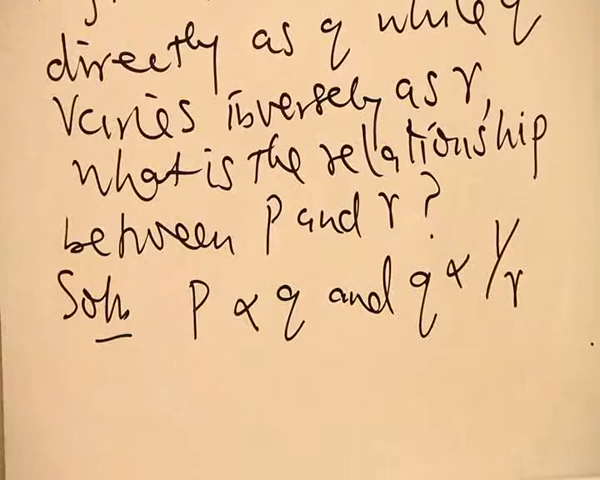 directly as q while q
varies inversely as r,
what is the relationship
between p and r?
Soln p ∝ q and q ∝ 1/r